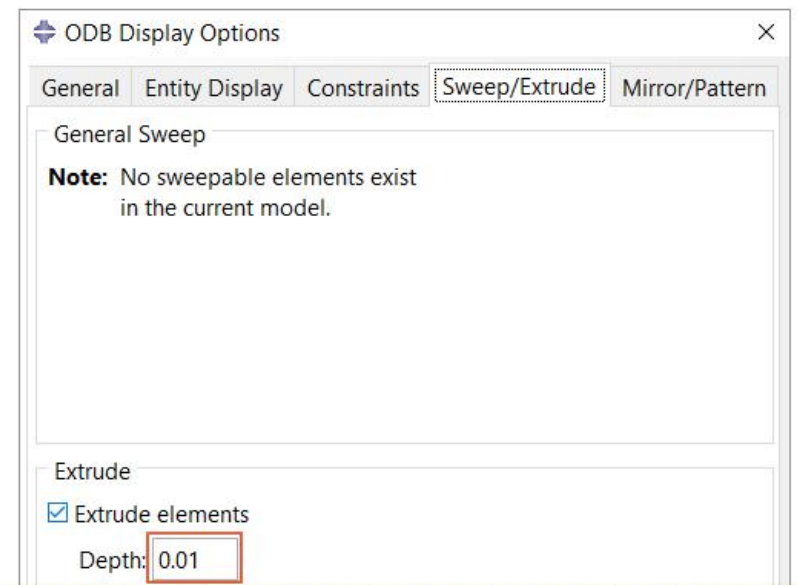 ODB Display Options
General Entity Display Constraints Sweep/Extrude Mirror/Pattern
General Sweep
Note: No sweepable elements exist
in the current model.
Extrude
Extrude elements
Depth: 0.01